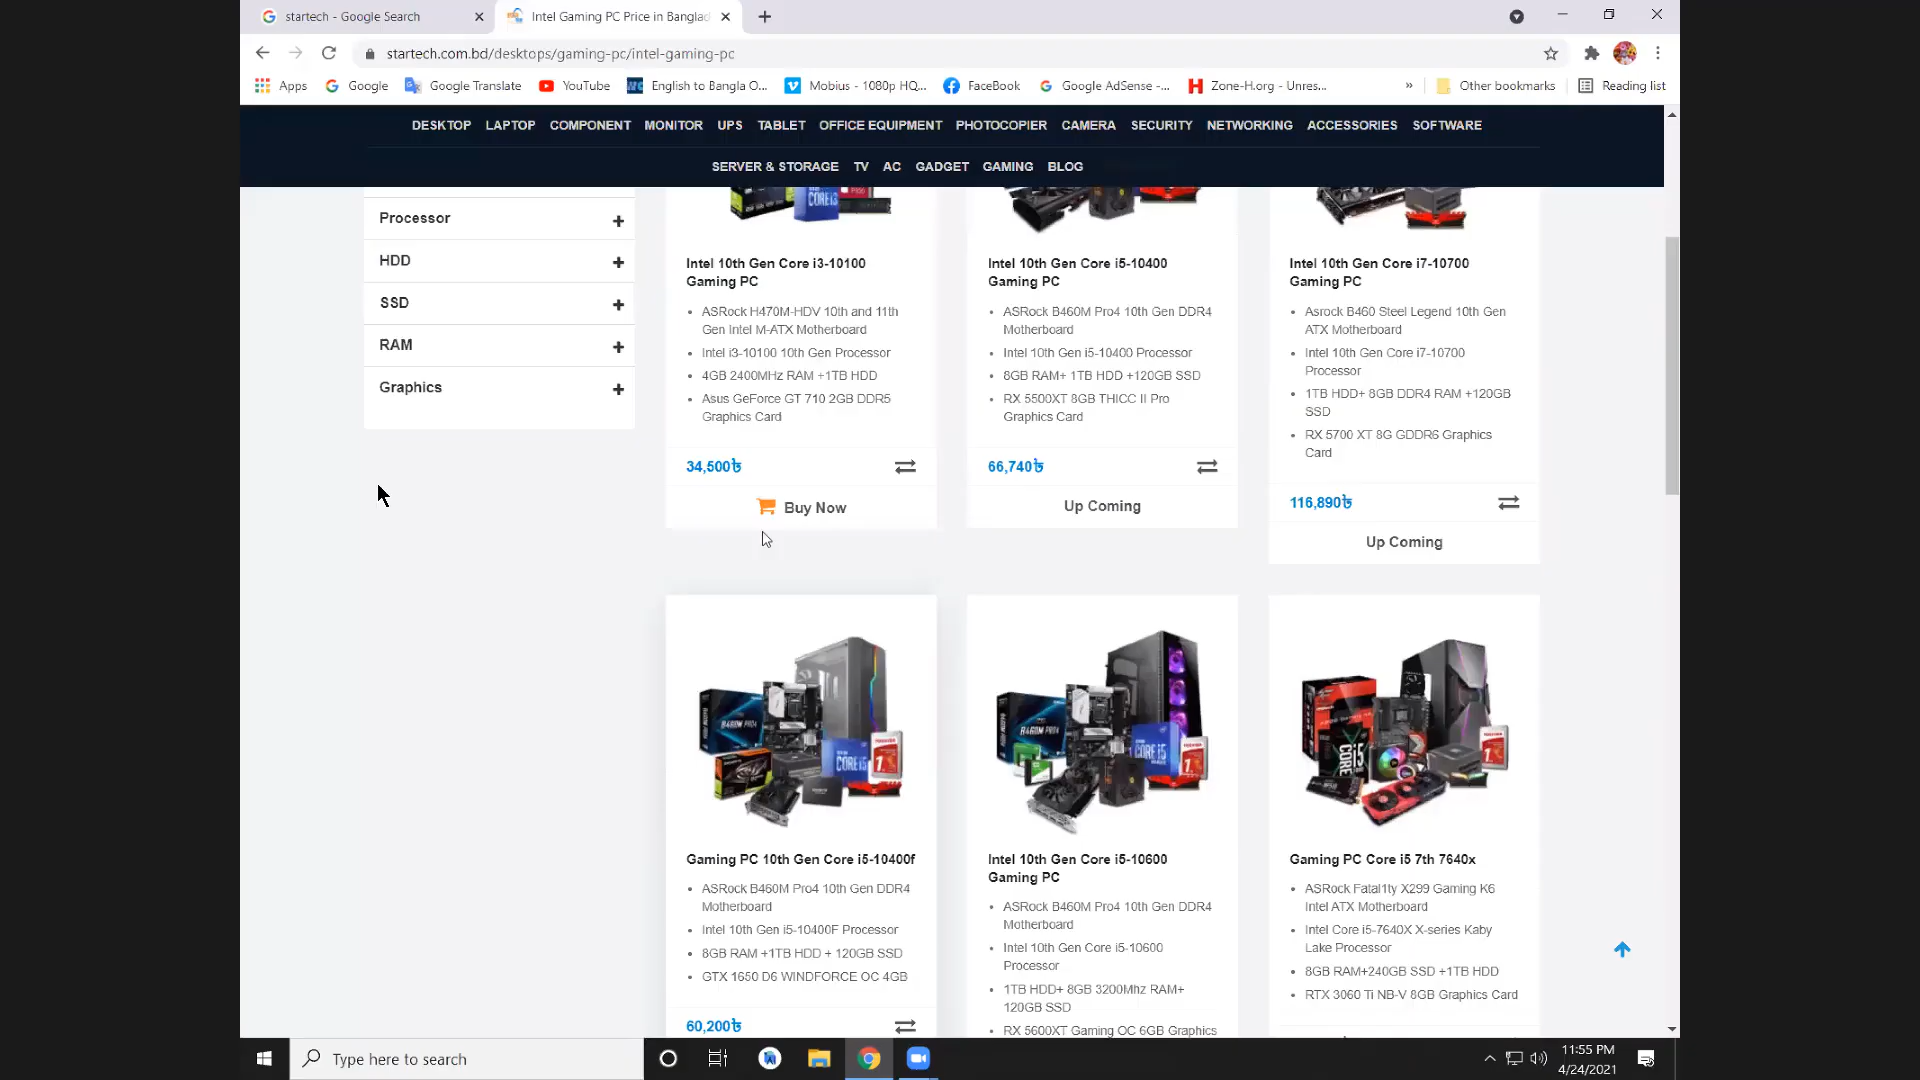 startech - Google Search
Intel Gaming PC Price in Banglad
startech.com.bd/desktops/gaming-pc/intel-gaming-pc
Apps
Google
Google Translate
YouTube
English to Bangla O...
Mobius - 1080p HQ...
FaceBook
Google AdSense -...
Zone-H.org - Unres...
»
Other bookmarks
Reading list
DESKTOP LAPTOP COMPONENT MONITOR UPS TABLET OFFICE EQUIPMENT PHOTOCOPIER CAMERA SECURITY NETWORKING ACCESSORIES SOFTWARE
SERVER & STORAGE TV AC GADGET GAMING BLOG
Processor
HDD
SSD
RAM
Graphics
Intel 10th Gen Core i3-10100
Gaming PC
ASRock H470M-HDV 10th and 11th
Gen Intel M-ATX Motherboard
Intel i3-10100 10th Gen Processor
4GB 2400MHz RAM +1TB HDD
Asus GeForce GT 710 2GB DDR5
Graphics Card
34,500৳
Buy Now
Intel 10th Gen Core i5-10400
Gaming PC
ASRock B460M Pro4 10th Gen DDR4
Motherboard
Intel 10th Gen i5-10400 Processor
8GB RAM+ 1TB HDD +120GB SSD
RX 5500XT 8GB THICC II Pro
Graphics Card
66,740৳
Up Coming
Intel 10th Gen Core i7-10700
Gaming PC
Asrock B460 Steel Legend 10th Gen
ATX Motherboard
Intel 10th Gen Core i7-10700
Processor
1TB HDD+ 8GB DDR4 RAM +120GB
SSD
RX 5700 XT 8G GDDR6 Graphics
Card
116,890৳
Up Coming
Gaming PC 10th Gen Core i5-10400f
ASRock B460M Pro4 10th Gen DDR4
Motherboard
Intel 10th Gen i5-10400F Processor
8GB RAM +1TB HDD + 120GB SSD
GTX 1650 D6 WINDFORCE OC 4GB
60,200৳
Intel 10th Gen Core i5-10600
Gaming PC
ASRock B460M Pro4 10th Gen DDR4
Motherboard
Intel 10th Gen Core i5-10600
Processor
1TB HDD+ 8GB 3200Mhz RAM+
120GB SSD
RX 5600XT Gaming OC 6GB Graphics
Gaming PC Core i5 7th 7640x
ASRock Fatal1ty X299 Gaming K6
Intel ATX Motherboard
Intel Core i5-7640X X-series Kaby
Lake Processor
8GB RAM+240GB SSD +1TB HDD
RTX 3060 Ti NB-V 8GB Graphics Card
Type here to search
11:55 PM
4/24/2021